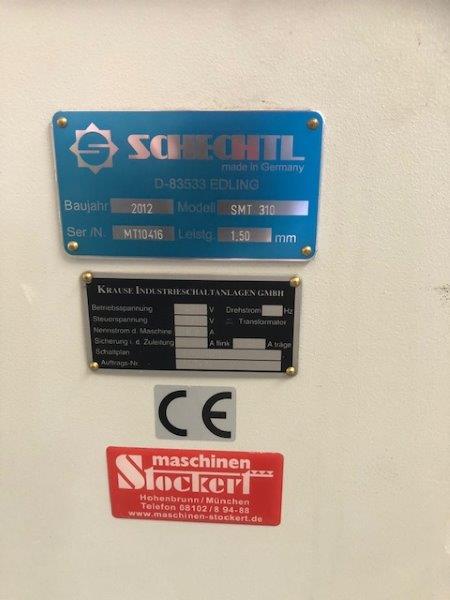 S SCHECHTL
made in Germany
D-83533 EDLING
Baujahr 2012 Modell SMT 310
Ser /N. MT10416 Leistg. 1.50 mm
KRAUSE INDUSTRIESCHALTANLAGEN GMBH
Betriebsspannung V Drehstrom Hz
Steuerspannung V Transformator
Nennstrom d. Maschine A
Sicherung i. d. Zuleitung A flink A träge
Schaltplan
Auftrags-Nr.
CE
maschinen
Stockert
Hohenbrunn/München
Telefon 08102/8 94-88
www.maschinen-stockert.de